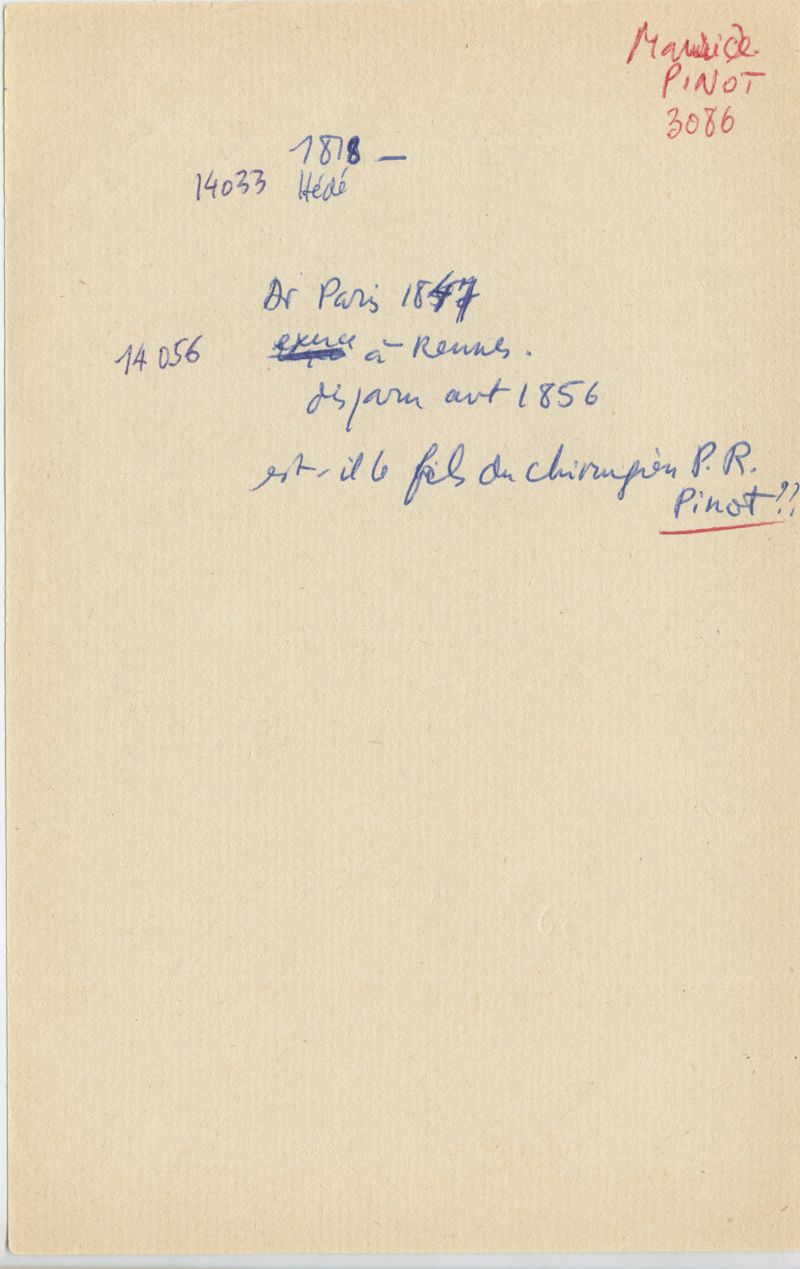 Maurice
PINOT
3086
1818 –
14033 Hédé
Dr Paris 1847
14056 exerce à Rennes.
disparu avt 1856
est-il le fils du chirurgien P. R.
Pinot??